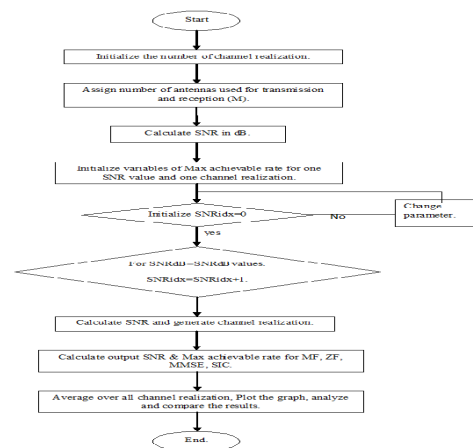 Start
Initialize the number of channel realization.
Assign number of antennas used for transmission
and reception (M).
Calculate SNR in dB.
Initialize variables of Max achievable rate for one
SNR value and one channel realization.
Initialize SNRidx=0
No
Change
parameter.
yes
For SNRdB=SNRdB values.
SNRidx=SNRidx+1.
Calculate SNR and generate channel realization.
Calculate output SNR & Max achievable rate for MF, ZF,
MMSE, SIC.
Average over all channel realization, Plot the graph, analyze
and compare the results.
End.